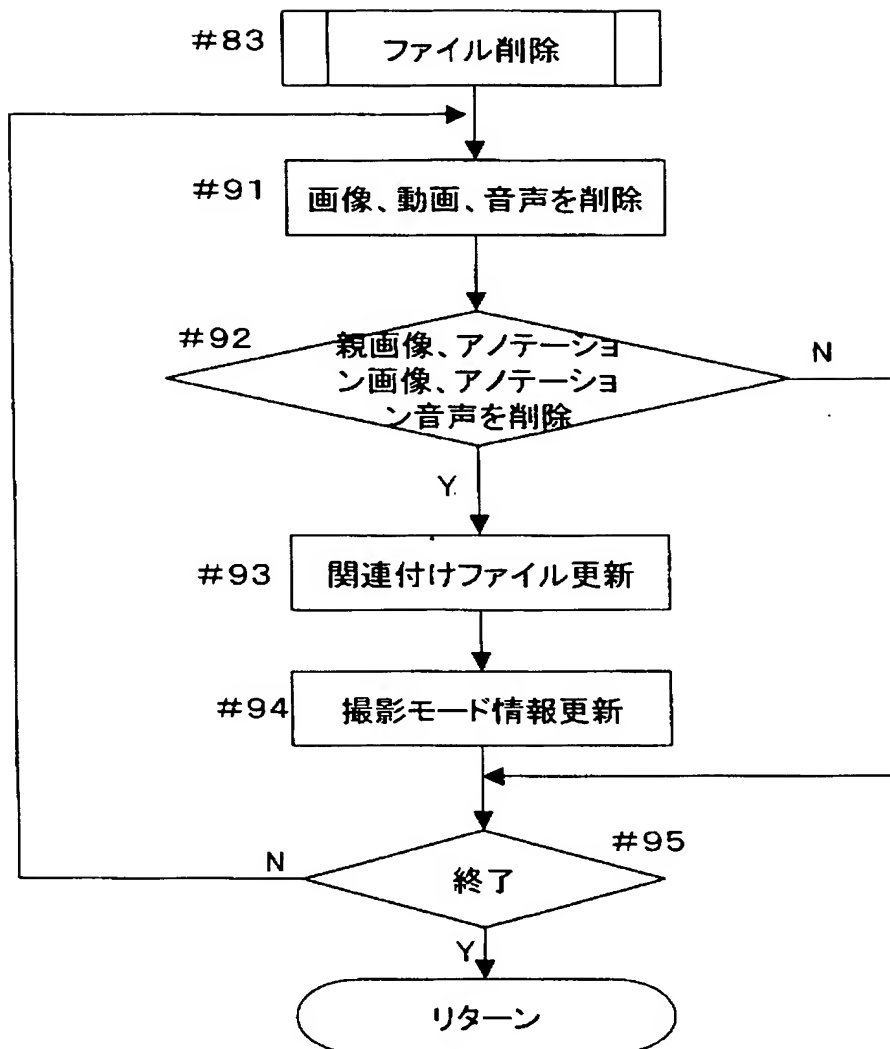 #83
ファイル削除
#91
画像、動画、音声を削除
#92
親画像、アノテーショ
ン画像、アノテーショ
ン音声を削除
N
Y
#93
関連付けファイル更新
#94
撮影モード情報更新
#95
終了
N
Y
リターン